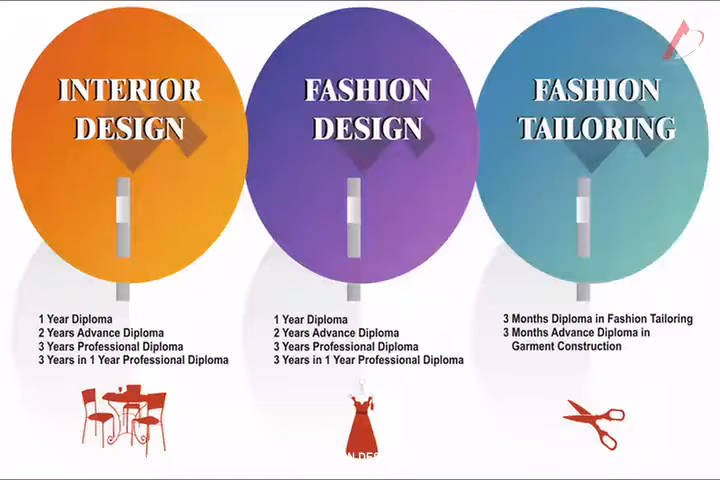 INTERIOR
DESIGN
1 Year Diploma
2 Years Advance Diploma
3 Years Professional Diploma
3 Years in 1 Year Professional Diploma
FASHION
DESIGN
1 Year Diploma
2 Years Advance Diploma
3 Years Professional Diploma
3 Years in 1 Year Professional Diploma
FASHION
TAILORING
3 Months Diploma in Fashion Tailoring
3 Months Advance Diploma in
Garment Construction